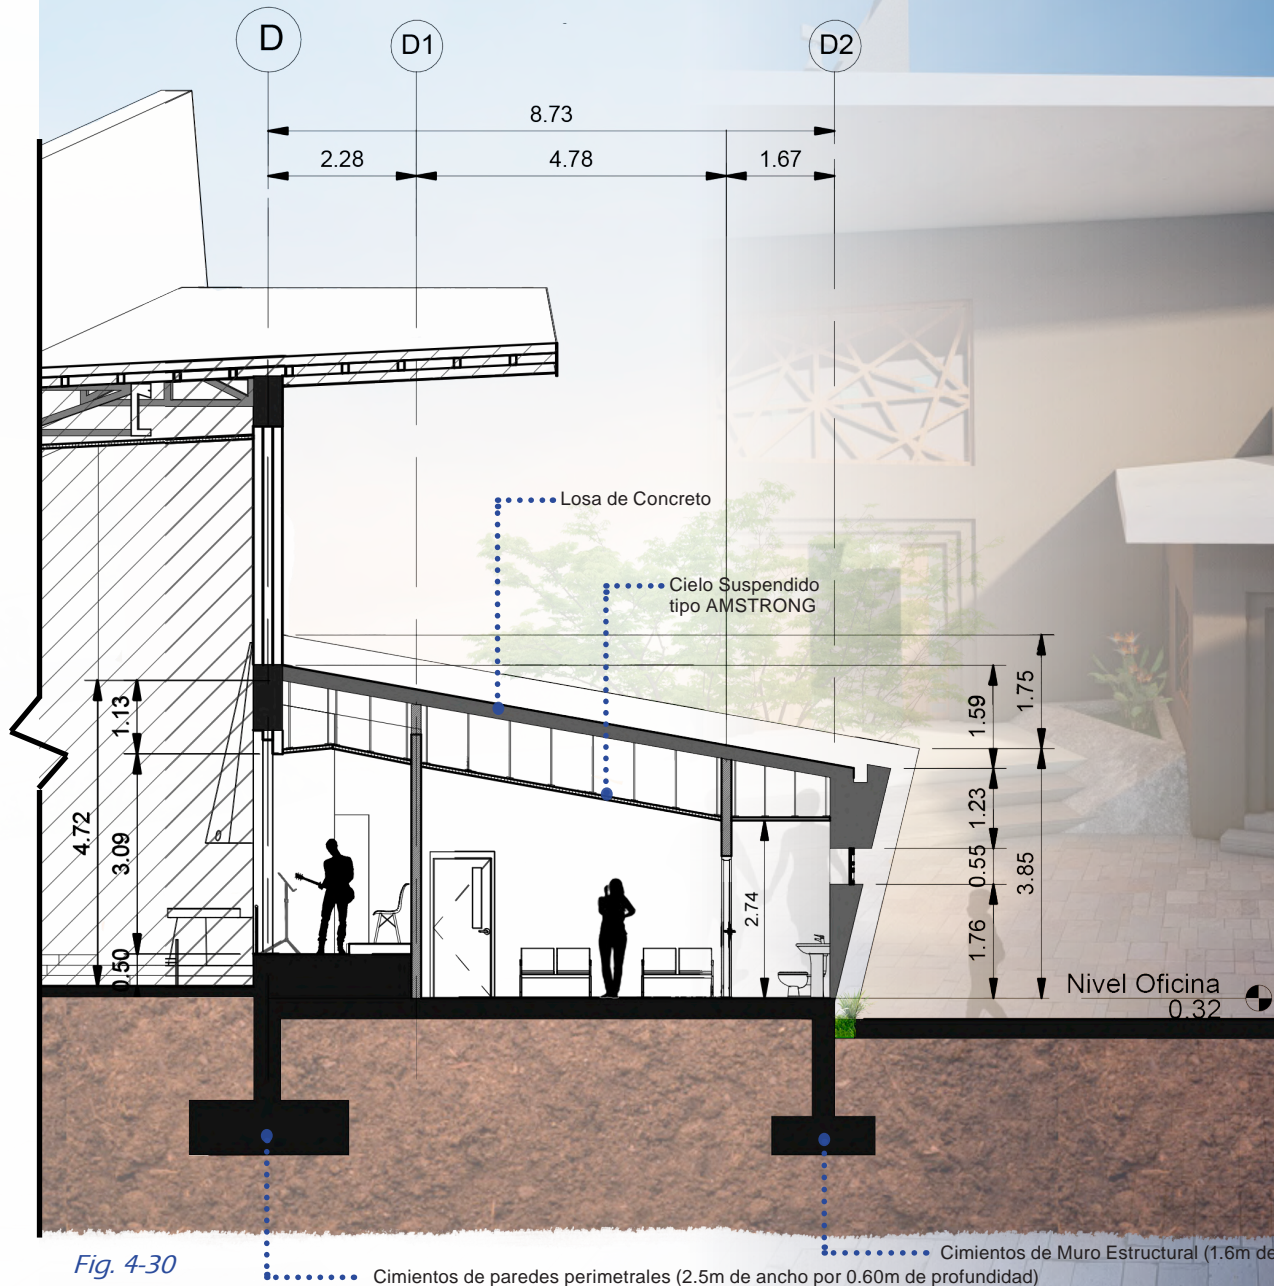 D
D1
D2
8.73
2.28
4.78
1.67
Losa de Concreto
Cielo Suspendido
tipo AMSTRONG
1.13
3.09
4.72
0.50
2.74
1.59
1.75
1.23
0.55
3.85
1.76
Nivel Oficina
0.32
Cimientos de Muro Estructural (1.6m de
Fig. 4-30
Cimientos de paredes perimetrales (2.5m de ancho por 0.60m de profundidad)